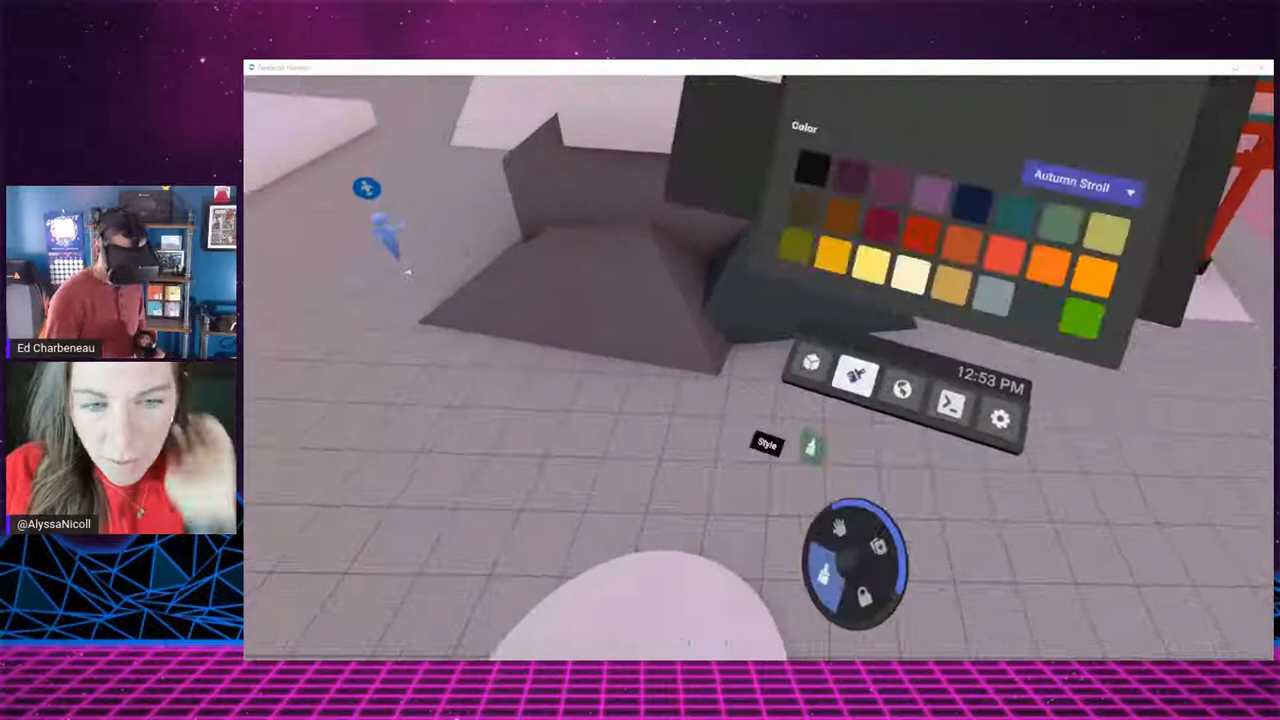 Color
Autumn Stroll
12:53 PM
Style
Ed Charbeneau
@AlyssaNicoll